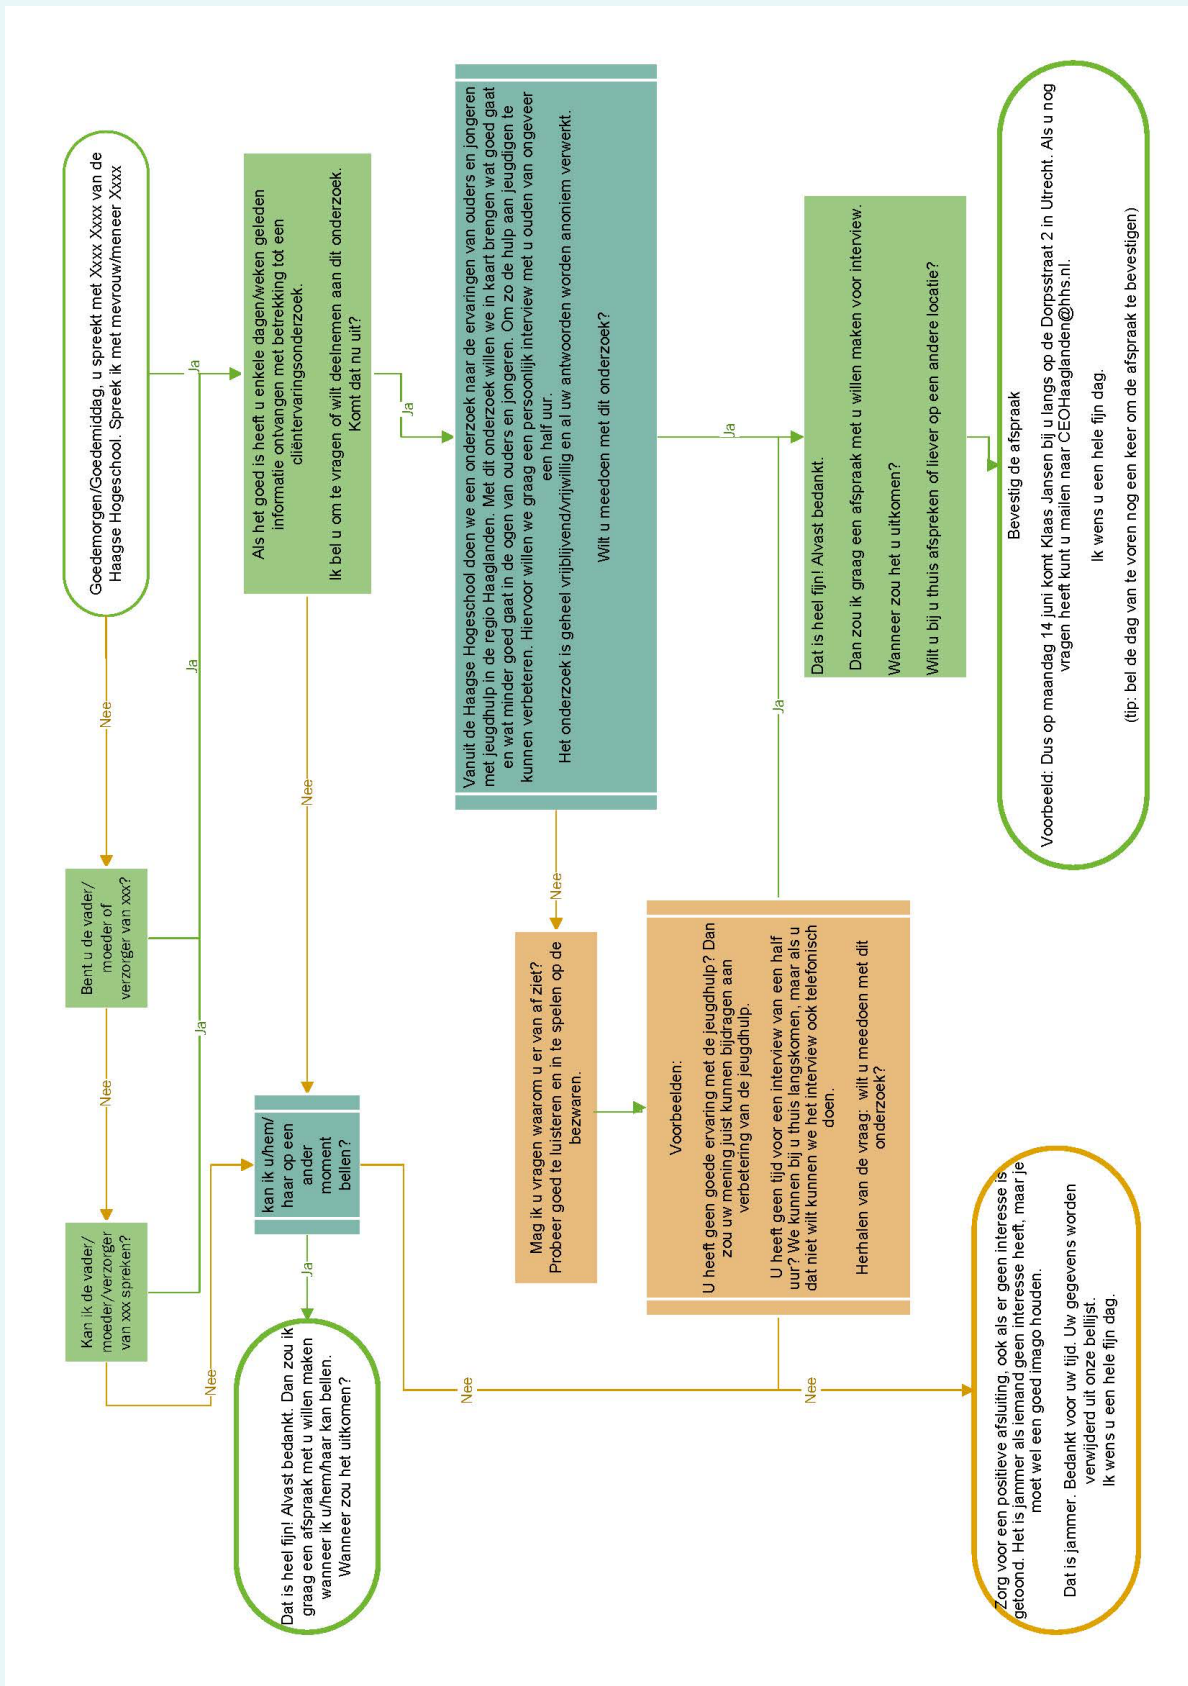 Goedemorgen/Goedemiddag, u spreekt met Xxxx Xxxx van de
Haagse Hogeschool. Spreek ik met mevrouw/meneer Xxxx
Nee
Ja
Bent u de vader/
moeder of
verzorger van xxx?
Nee
Ja
Kan ik de vader/
moeder/verzorger
van xxx spreken?
Nee
Ja
Als het goed is heeft u enkele dagen/weken geleden
informatie ontvangen met betrekking tot een
cliëntervaringsonderzoek.
Ik bel u om te vragen of wilt deelnemen aan dit onderzoek.
Komt dat nu uit?
Nee
Ja
kan ik u/hem/
haar op een
ander
moment
bellen?
Ja
Nee
Dat is heel fijn! Alvast bedankt. Dan zou ik
graag een afspraak met u willen maken
wanneer ik u/hem/haar kan bellen.
Wanneer zou het uitkomen?
Vanuit de Haagse Hogeschool doen we een onderzoek naar de ervaringen van ouders en jongeren
met jeugdhulp in de regio Haaglanden. Met dit onderzoek willen we in kaart brengen wat goed gaat
en wat minder goed gaat in de ogen van ouders en jongeren. Om zo de hulp aan jeugdigen te
kunnen verbeteren. Hiervoor willen we graag een persoonlijk interview met u ouden van ongeveer
een half uur.
Het onderzoek is geheel vrijblijvend/vrijwillig en al uw antwoorden worden anoniem verwerkt.
Wilt u meedoen met dit onderzoek?
Nee
Ja
Mag ik u vragen waarom u er van af ziet?
Probeer goed te luisteren en in te spelen op de
bezwaren.
Voorbeelden:
U heeft geen goede ervaring met de jeugdhulp? Dan
zou uw mening juist kunnen bijdragen aan
verbetering van de jeugdhulp.
U heeft geen tijd voor een interview van een half
uur? We kunnen bij u thuis langskomen, maar als u
dat niet wilt kunnen we het interview ook telefonisch
doen.
Herhalen van de vraag: wilt u meedoen met dit
onderzoek?
Ja
Nee
Dat is heel fijn! Alvast bedankt.
Dan zou ik graag een afspraak met u willen maken voor interview.
Wanneer zou het u uitkomen?
Wilt u bij u thuis afspreken of liever op een andere locatie?
Bevestig de afspraak
Voorbeeld: Dus op maandag 14 juni komt Klaas Jansen bij u langs op de Dorpsstraat 2 in Utrecht. Als u nog
vragen heeft kunt u mailen naar CEOHaaglanden@hhs.nl.
Ik wens u een hele fijn dag.
(tip: bel de dag van te voren nog een keer om de afspraak te bevestigen)
Zorg voor een positieve afsluiting, ook als er geen interesse is
getoond. Het is jammer als iemand geen interesse heeft, maar je
moet wel een goed imago houden.
Dat is jammer. Bedankt voor uw tijd. Uw gegevens worden
verwijderd uit onze bellijst.
Ik wens u een hele fijn dag.